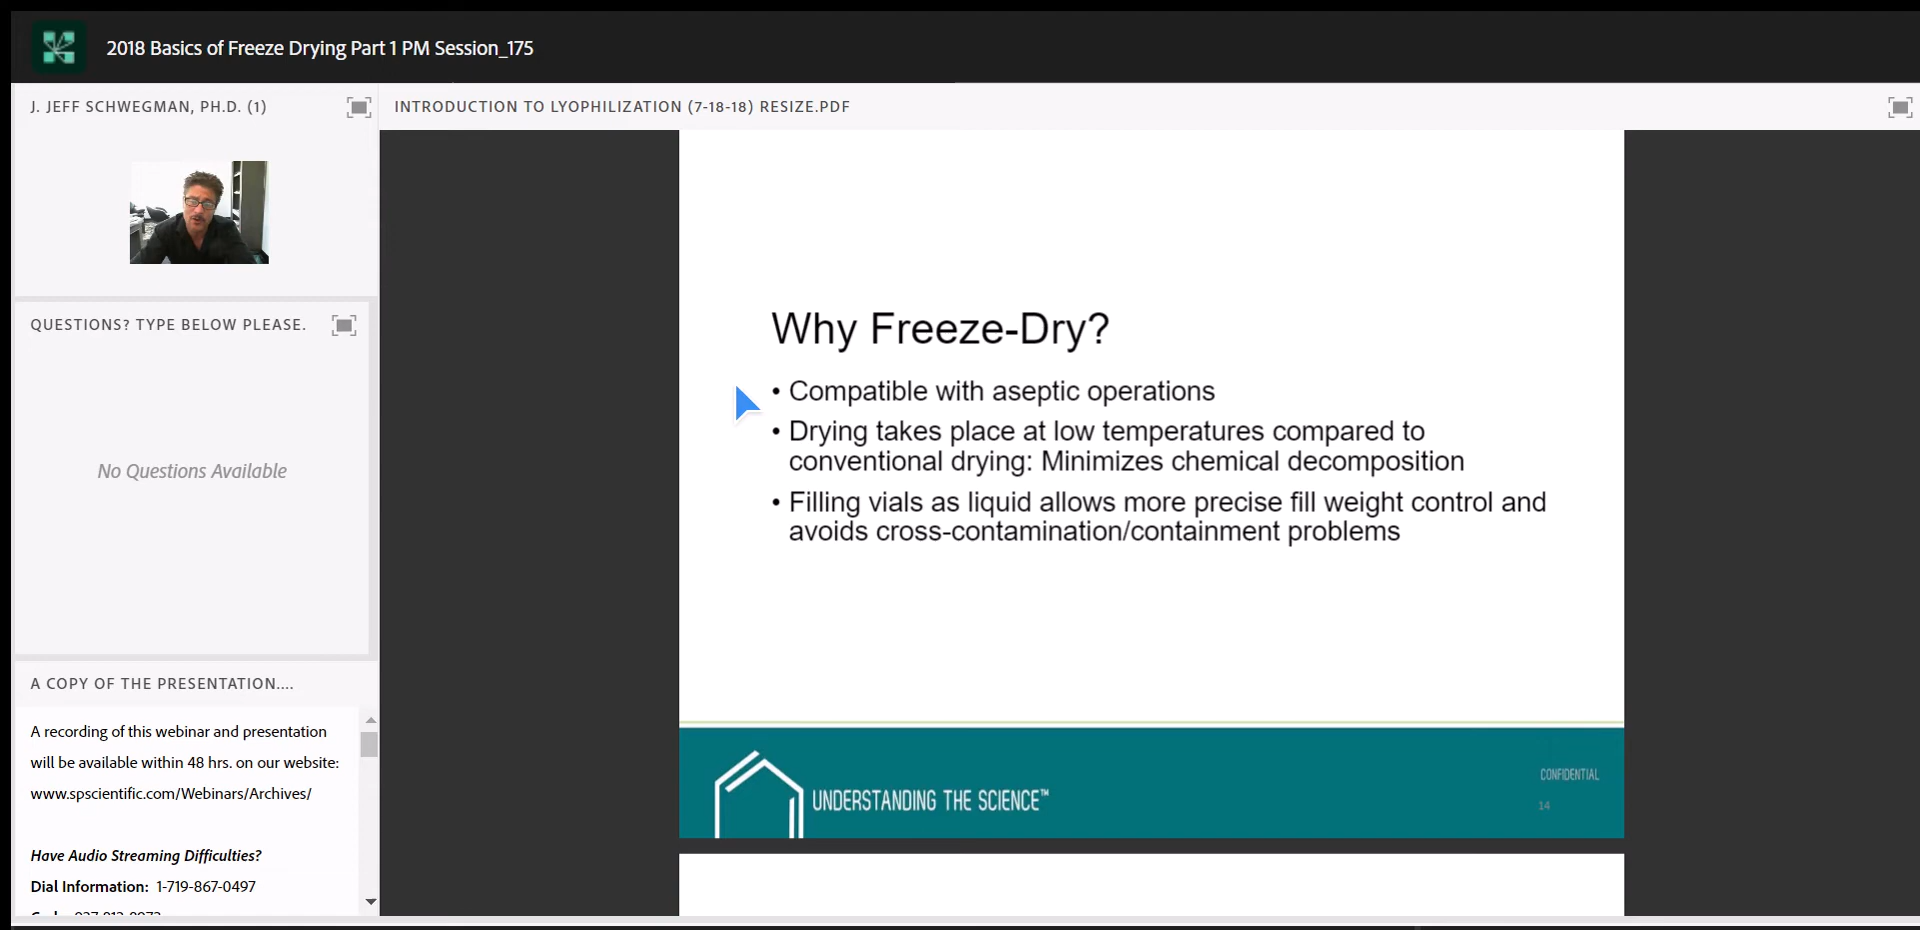 2018 Basics of Freeze Drying Part 1 PM Session_175
J. JEFF SCHWEGMAN, PH.D. (1)
INTRODUCTION TO LYOPHILIZATION (7-18-18) RESIZE.PDF
QUESTIONS? TYPE BELOW PLEASE.
No Questions Available
A COPY OF THE PRESENTATION....
A recording of this webinar and presentation
will be available within 48 hrs. on our website:
www.spscientific.com/Webinars/Archives/
Have Audio Streaming Difficulties?
Dial Information: 1-719-867-0497
Why Freeze-Dry?
• Compatible with aseptic operations
• Drying takes place at low temperatures compared to
conventional drying: Minimizes chemical decomposition
• Filling vials as liquid allows more precise fill weight control and
avoids cross-contamination/containment problems
UNDERSTANDING THE SCIENCE™
CONFIDENTIAL
14